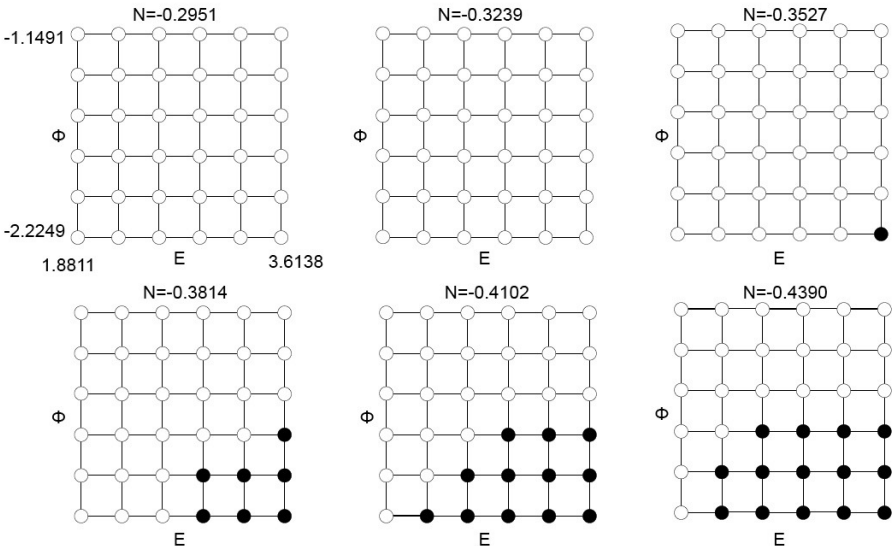 N=-0.2951
N=-0.3239
N=-0.3527
-1.1491
Φ
Φ
Φ
-2.2249
1.8811
E
3.6138
E
E
N=-0.3814
N=-0.4102
N=-0.4390
Φ
Φ
Φ
E
E
E